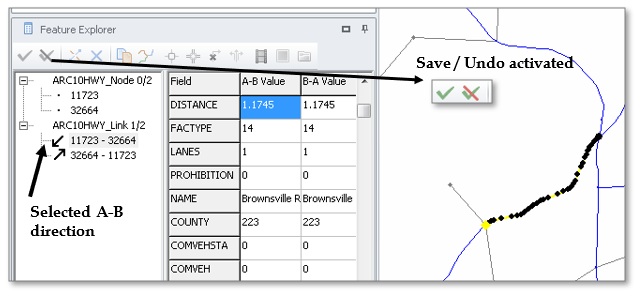 Feature Explorer
Save / Undo activated
ARC10HWY_Node 0/2
11723
32664
ARC10HWY_Link 1/2
11723 - 32664
32664 - 11723
Selected A-B
direction
Field A-B Value B-A Value
DISTANCE 1.1745 1.1745
FACTYPE 14 14
LANES 1 1
PROHIBITION 0 0
NAME Brownsville R Brownsville R
COUNTY 223 223
COMVEHSTA 0 0
COMVEH 0 0